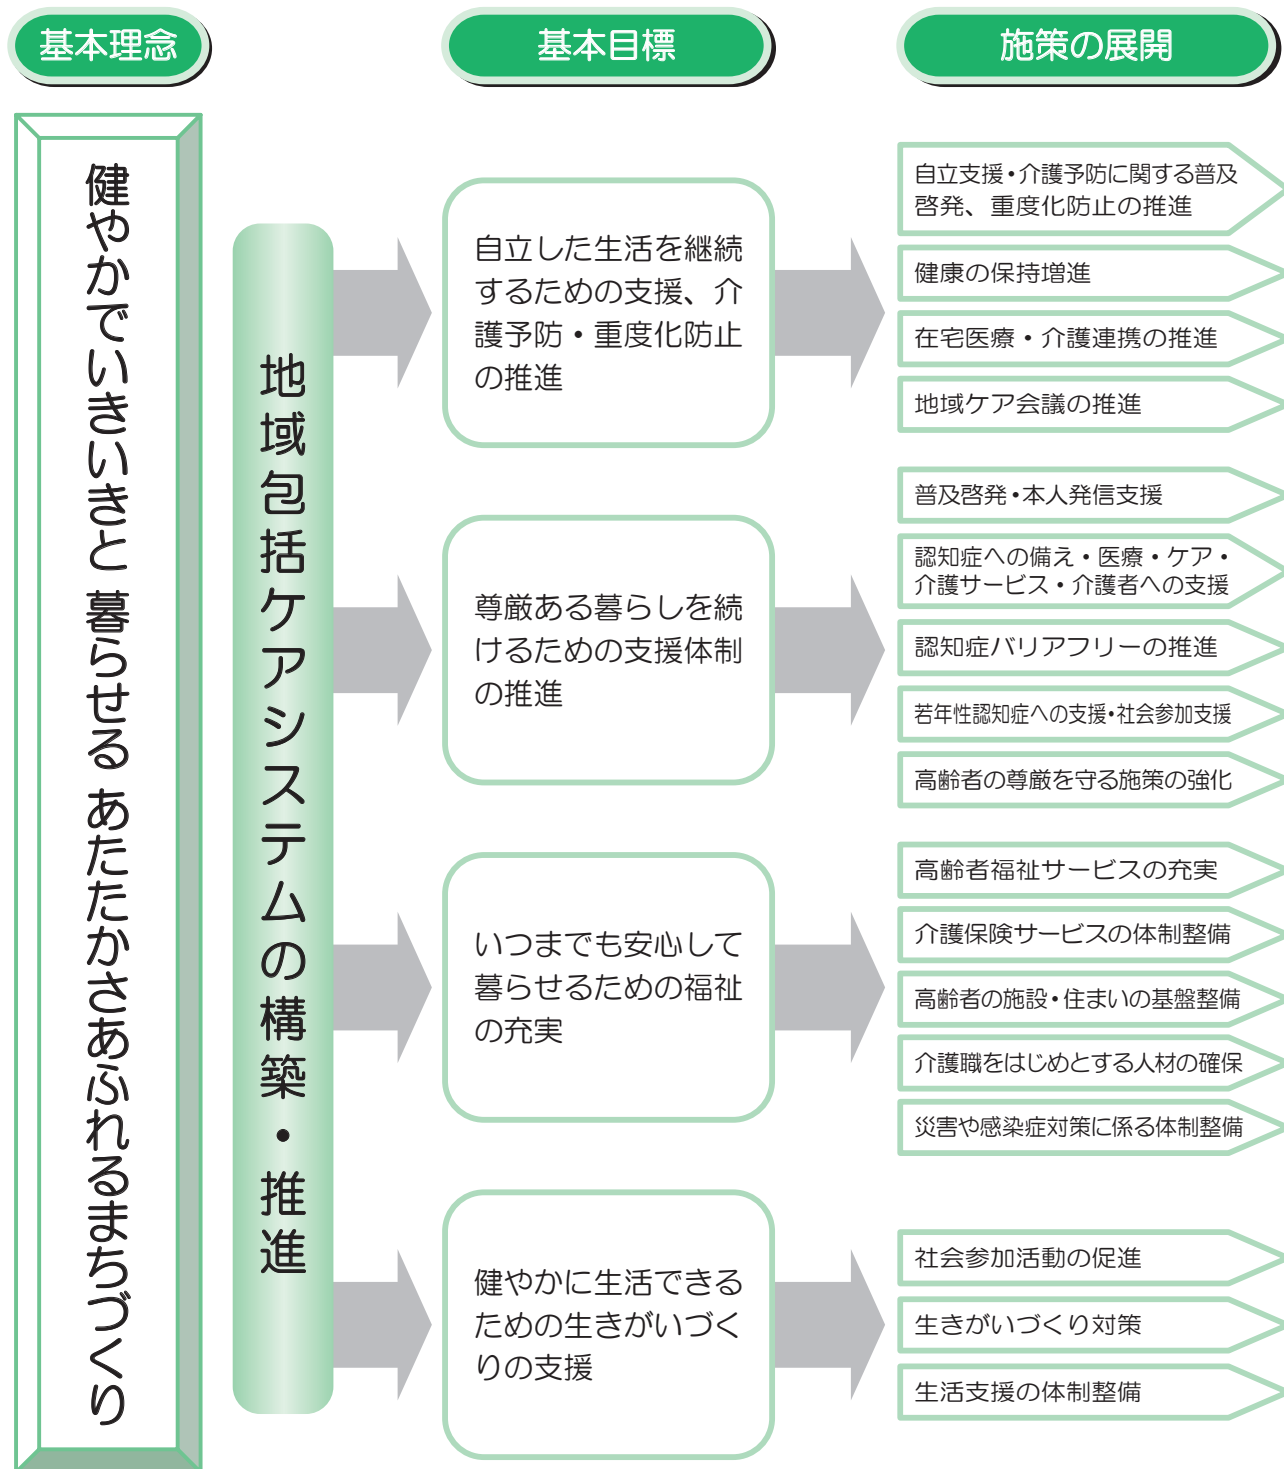 基本理念
基本目標
施策の展開
健やかでいきいきと 暮らせる あたたかさあふれるまちづくり
地域包括ケアシステムの構築・推進
自立した生活を継続
するための支援、介
護予防・重度化防止
の推進
自立支援・介護予防に関する普及
啓発、重度化防止の推進
健康の保持増進
在宅医療・介護連携の推進
地域ケア会議の推進
尊厳ある暮らしを続
けるための支援体制
の推進
普及啓発・本人発信支援
認知症への備え・医療・ケア・
介護サービス・介護者への支援
認知症バリアフリーの推進
若年性認知症への支援・社会参加支援
高齢者の尊厳を守る施策の強化
いつまでも安心して
暮らせるための福祉
の充実
高齢者福祉サービスの充実
介護保険サービスの体制整備
高齢者の施設・住まいの基盤整備
介護職をはじめとする人材の確保
災害や感染症対策に係る体制整備
健やかに生活できる
ための生きがいづく
りの支援
社会参加活動の促進
生きがいづくり対策
生活支援の体制整備